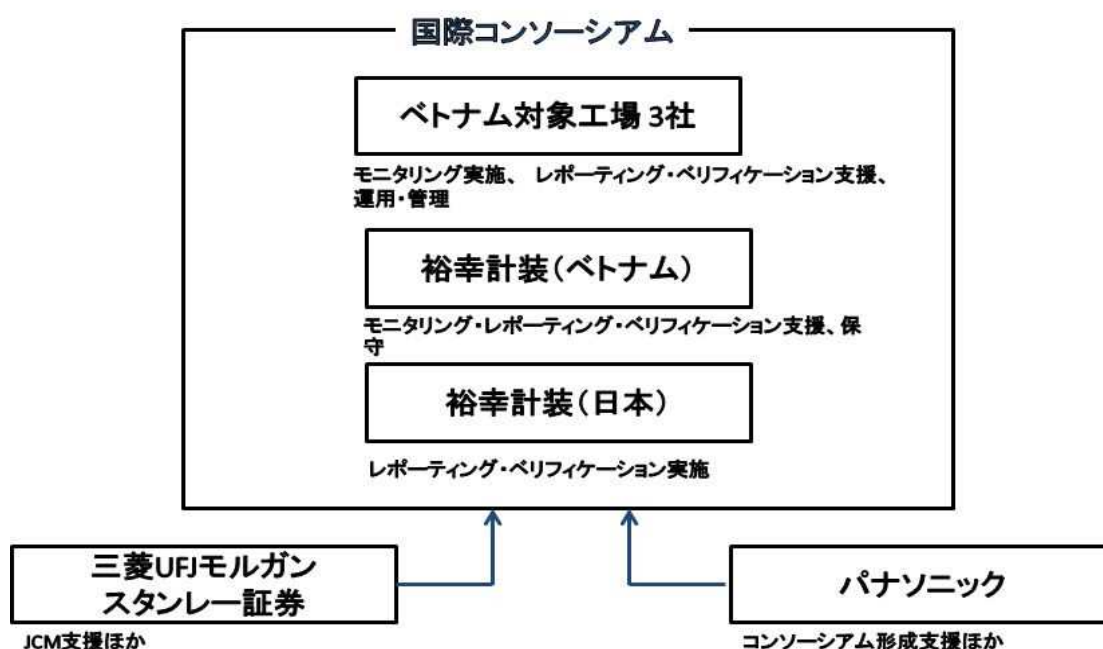 国際コンソーシアム
ベトナム対象工場 3社
モニタリング実施、 レポーティング・ベリフィケーション支援、
運用・管理
裕幸計装(ベトナム)
モニタリング・レポーティング・ベリフィケーション支援、保
守
裕幸計装(日本)
レポーティング・ベリフィケーション実施
三菱UFJモルガン
スタンレー証券
JCM支援ほか
パナソニック
コンソーシアム形成支援ほか